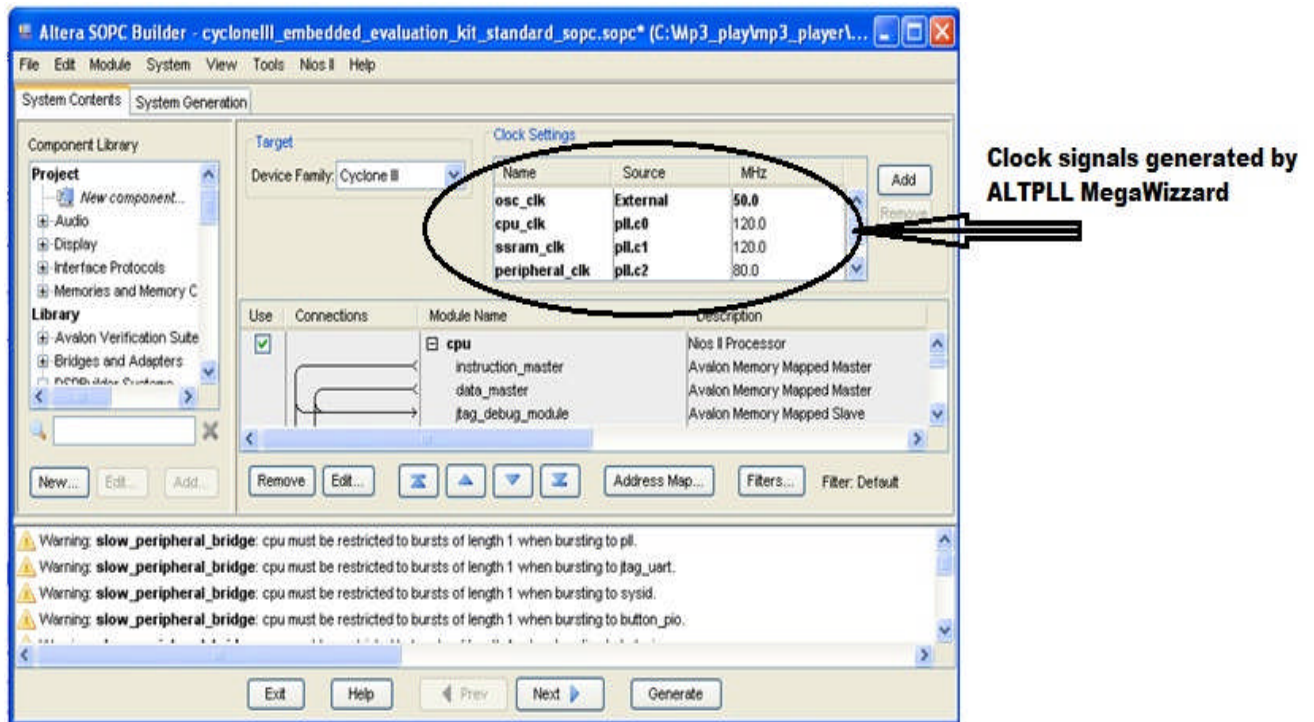 Altera SOPC Builder - cycloneIII_embedded_evaluation_kit_standard_sopc.sopc* (C:\Mp3_play\mp3_player\...
File Edit Module System View Tools Nios II Help
System Contents System Generation
Component Library
Project
New component...
Audio
Display
Interface Protocols
Memories and Memory C
Library
Avalon Verification Suite
Bridges and Adapters
New... Edit... Add...
Target
Device Family: Cyclone III
Clock Settings
Name Source MHz
osc_clk External 50.0
cpu_clk pll.c0 120.0
ssram_clk pll.c1 120.0
peripheral_clk pll.c2 80.0
Add
Remove
Clock signals generated by
ALTPLL MegaWizzard
Use Connections Module Name Description
cpu Nios II Processor
instruction_master Avalon Memory Mapped Master
data_master Avalon Memory Mapped Master
jtag_debug_module Avalon Memory Mapped Slave
Remove Edit... Address Map... Filters... Filter: Default
Warning: slow_peripheral_bridge: cpu must be restricted to bursts of length 1 when bursting to pll.
Warning: slow_peripheral_bridge: cpu must be restricted to bursts of length 1 when bursting to jtag_uart.
Warning: slow_peripheral_bridge: cpu must be restricted to bursts of length 1 when bursting to sysid.
Warning: slow_peripheral_bridge: cpu must be restricted to bursts of length 1 when bursting to button_pio.
Exit Help Prev Next Generate